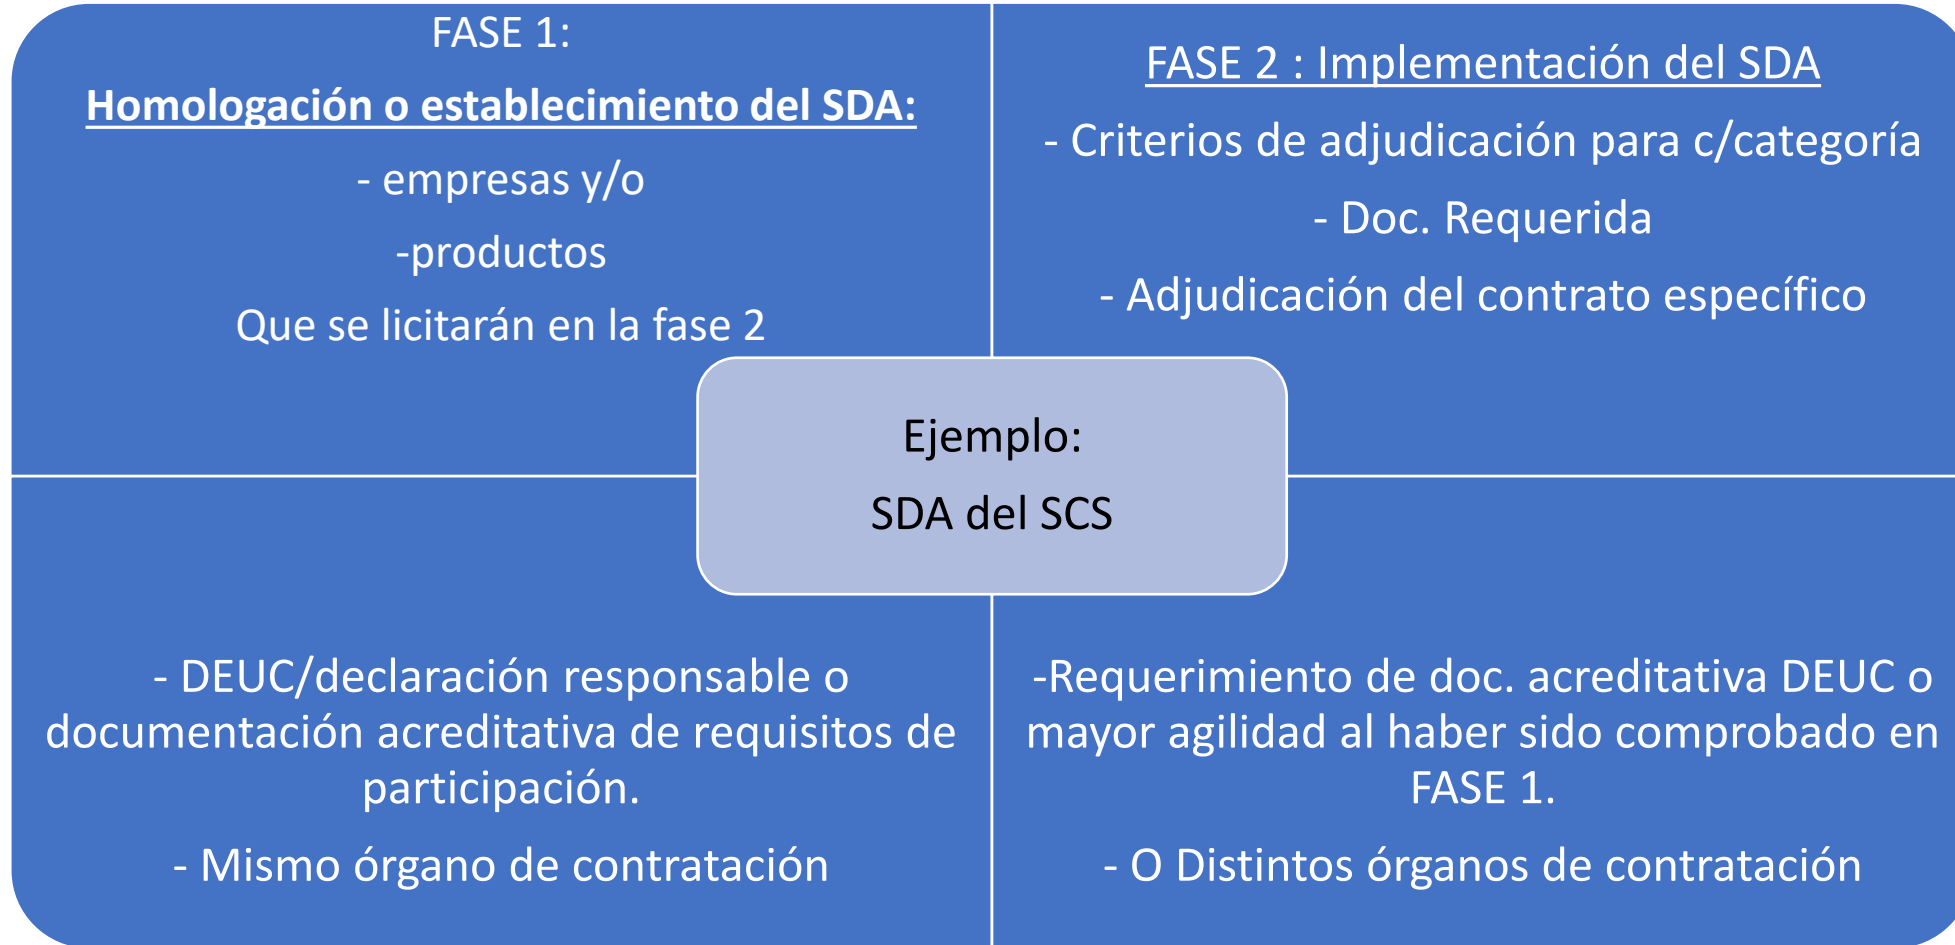 FASE 1:
Homologación o establecimiento del SDA:
- empresas y/o
-productos
Que se licitarán en la fase 2
FASE 2 : Implementación del SDA
- Criterios de adjudicación para c/categoría
- Doc. Requerida
- Adjudicación del contrato específico
Ejemplo:
SDA del SCS
- DEUC/declaración responsable o
documentación acreditativa de requisitos de
participación.
- Mismo órgano de contratación
-Requerimiento de doc. acreditativa DEUC o
mayor agilidad al haber sido comprobado en
FASE 1.
- O Distintos órganos de contratación